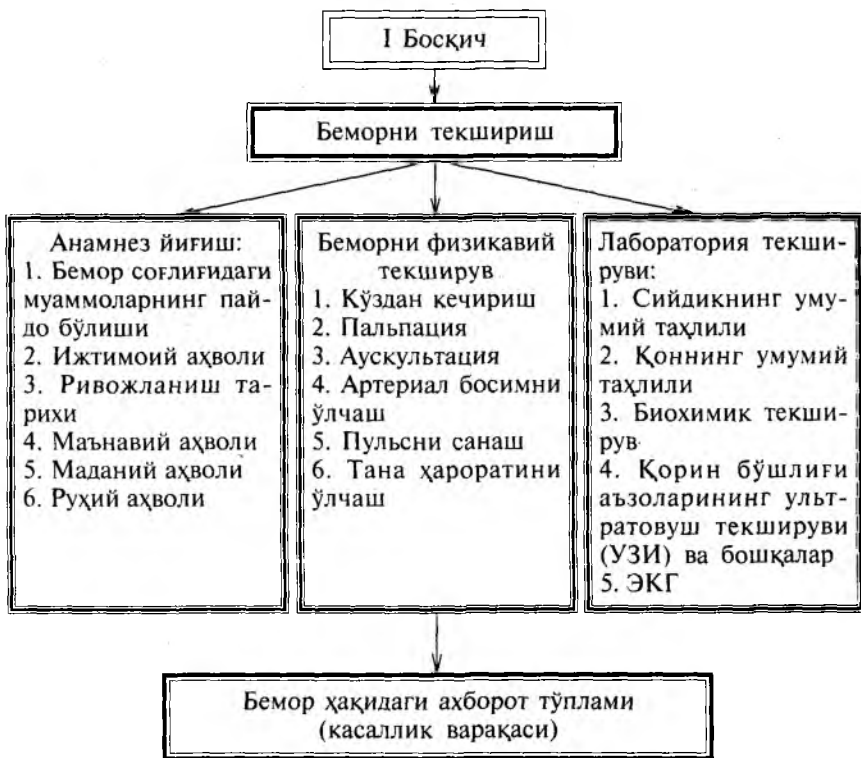 I Босқич
Беморни текшириш
Анамнез йиғиш:
1. Бемор соғлиғидаги
муаммоларнинг пай-
до бўлиши
2. Ижтимоий аҳволи
3. Ривожланиш та-
рихи
4. Маънавий аҳволи
5. Маданий аҳволи
6. Руҳий аҳволи
Беморни физикавий
текширув
1. Кўздан кечириш
2. Пальпация
3. Аускультация
4. Артериал босимни
ўлчаш
5. Пульсни санаш
6. Тана ҳароратини
ўлчаш
Лаборатория текши-
руви:
1. Сийдикнинг уму-
мий таҳлили
2. Қоннинг умумий
таҳлили
3. Биохимик текши-
рув
4. Қорин бўшлиғи
аъзоларининг ульт-
ратовуш текшируви
(УЗИ) ва бошқалар
5. ЭКГ
Бемор ҳақидаги ахборот тўплами
(касаллик варақаси)